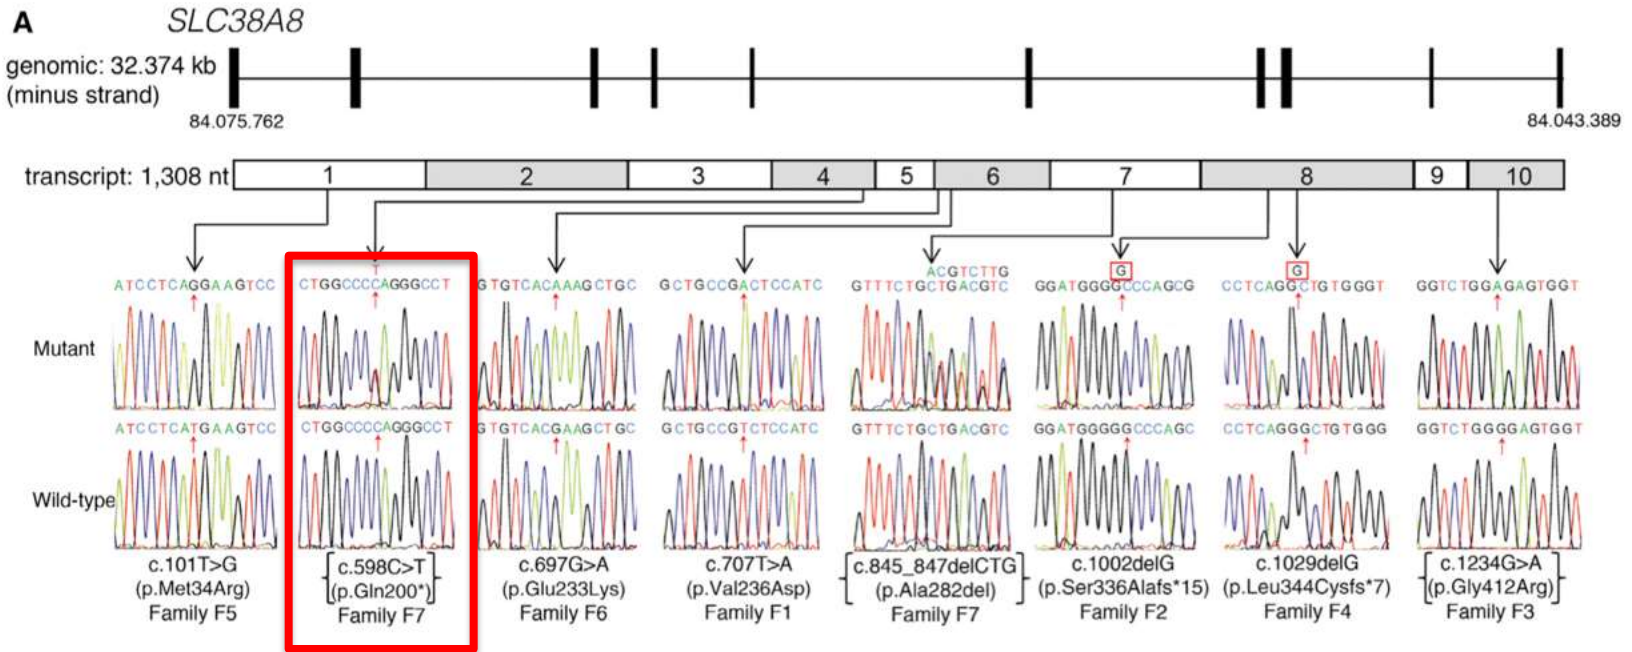 A
SLC38A8
genomic: 32.374 kb
(minus strand)
84.075.762
84.043.389
transcript: 1,308 nt
1 2 3 4 5 6 7 8 9 10
T
ACGTCTTG
G
G
ATCCTCAGGAAGTCC
CTGGCCCCAGGGCCT
GTGTCACAAAGCTGC
GCTGCCGACTCCATC
GTTTCTGCTGACGTC
GGATGGGGCCCAGCG
CCTCAGGCTGTGGGT
GGTCTGGAGAGTGGT
Mutant
ATCCTCATGAAGTCC
CTGGCCCCAGGGCCT
GTGTCACGAAGCTGC
GCTGCCGTCTCCATC
GTTTCTGCTGACGTC
GGATGGGGGCCCAGC
CCTCAGGGCTGTGGG
GGTCTGGGGAGTGGT
Wild-type
c.101T>G
(p.Met34Arg)
Family F5
c.598C>T
(p.Gln200*)
Family F7
c.697G>A
(p.Glu233Lys)
Family F6
c.707T>A
(p.Val236Asp)
Family F1
c.845_847delCTG
(p.Ala282del)
Family F7
c.1002delG
(p.Ser336Alafs*15)
Family F2
c.1029delG
(p.Leu344Cysfs*7)
Family F4
c.1234G>A
(p.Gly412Arg)
Family F3